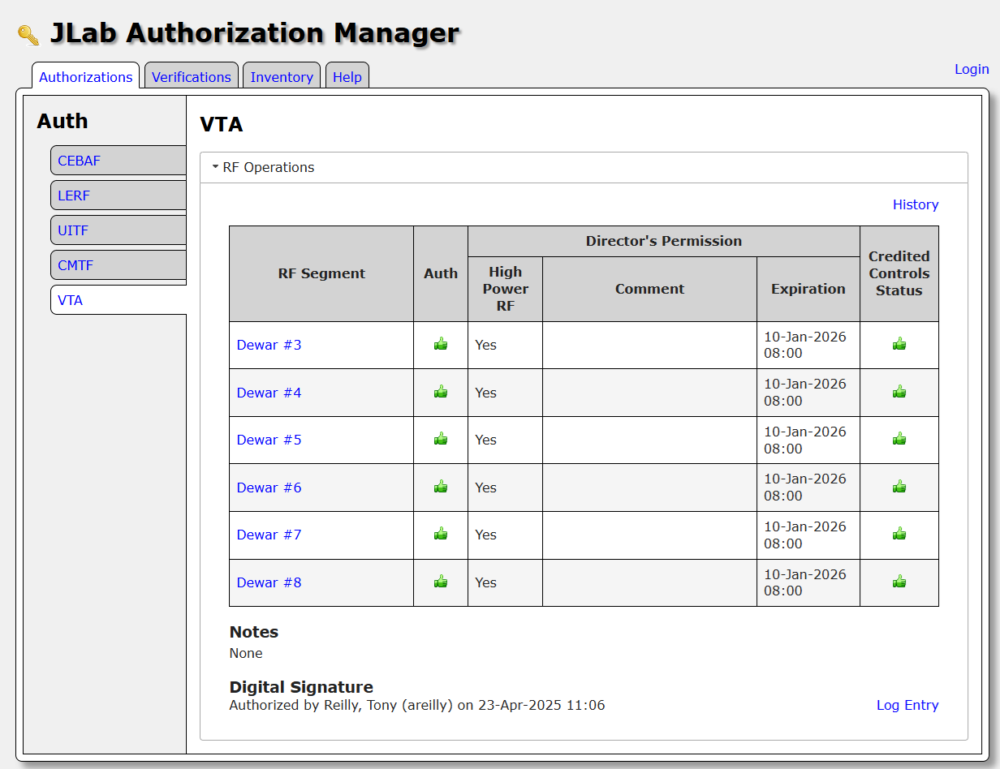 JLab Authorization Manager
Login
Authorizations Verifications Inventory Help
Auth
CEBAF
LERF
UITF
CMTF
VTA
VTA
RF Operations
History
RF Segment Auth Director's Permission Credited Controls Status
High Power RF Comment Expiration
Dewar #3 Yes 10-Jan-2026 08:00
Dewar #4 Yes 10-Jan-2026 08:00
Dewar #5 Yes 10-Jan-2026 08:00
Dewar #6 Yes 10-Jan-2026 08:00
Dewar #7 Yes 10-Jan-2026 08:00
Dewar #8 Yes 10-Jan-2026 08:00
Notes
None
Digital Signature
Authorized by Reilly, Tony (areilly) on 23-Apr-2025 11:06 Log Entry